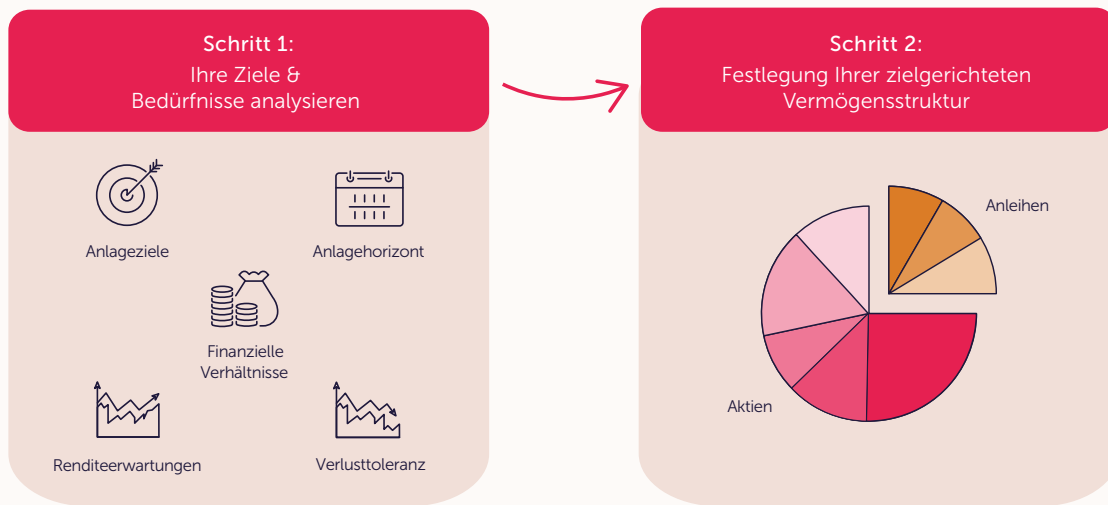 Schritt 1:
Ihre Ziele &
Bedürfnisse analysieren
Anlageziele
Anlagehorizont
Finanzielle
Verhältnisse
Renditeerwartungen
Verlusttoleranz
Schritt 2:
Festlegung Ihrer zielgerichteten
Vermögensstruktur
Anleihen
Aktien